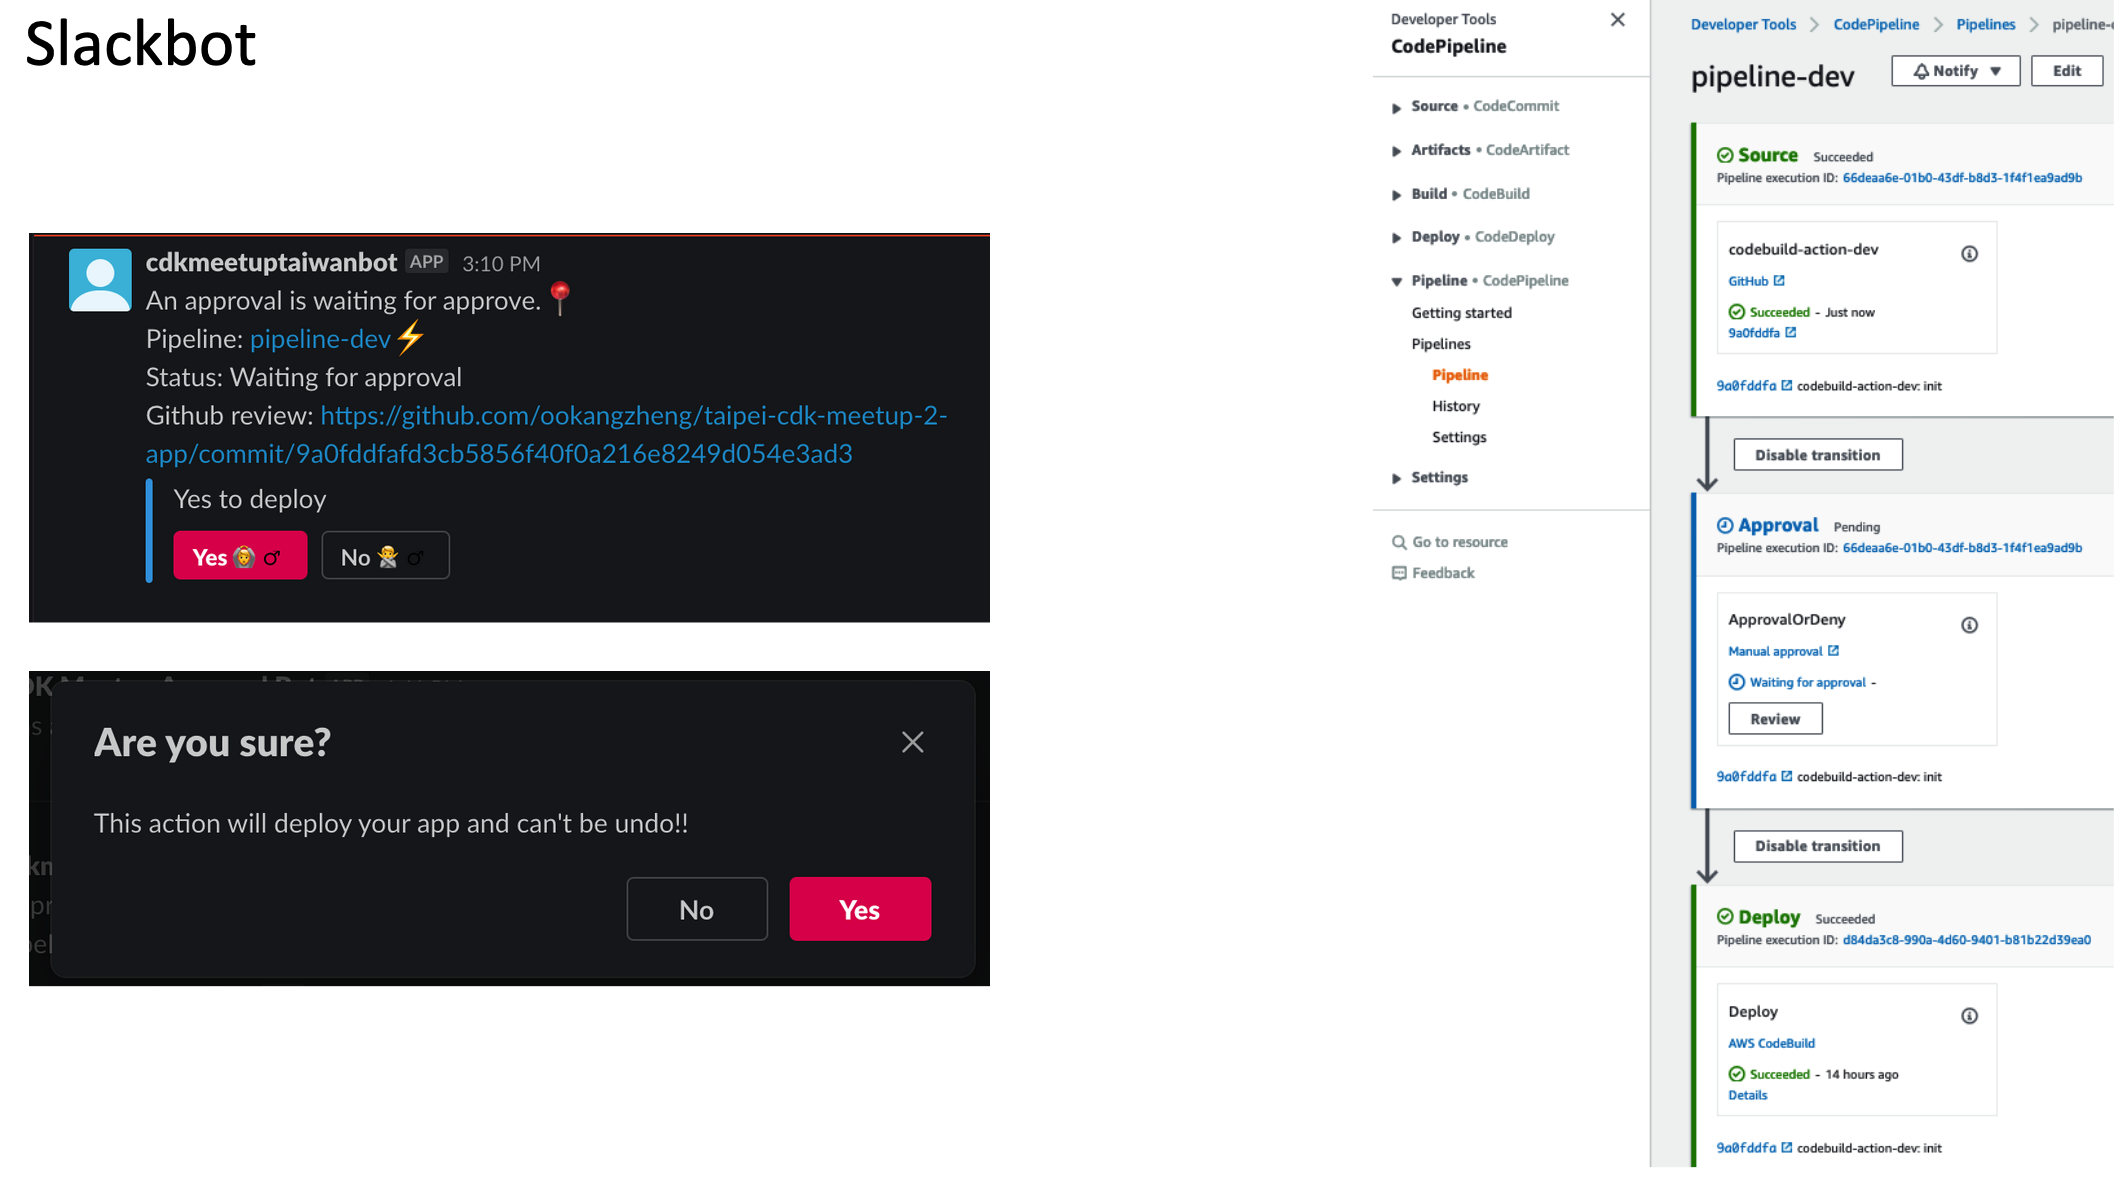 Slackbot
cdkmeetuptaiwanbot APP 3:10 PM
An approval is waiting for approve.
Pipeline: pipeline-dev
Status: Waiting for approval
Github review: https://github.com/ookangzheng/taipei-cdk-meetup-2-
app/commit/9a0fddfafd3cb5856f40f0a216e8249d054e3ad3
Yes to deploy
Yes No
Are you sure?
This action will deploy your app and can't be undo!!
No Yes
Developer Tools
CodePipeline
Source • CodeCommit
Artifacts • CodeArtifact
Build • CodeBuild
Deploy • CodeDeploy
Pipeline • CodePipeline
Getting started
Pipelines
Pipeline
History
Settings
Settings
Go to resource
Feedback
Developer Tools CodePipeline Pipelines
pipeline-dev Notify Edit
Source Succeeded
Pipeline execution ID: 66deaa6e-01b0-43df-b8d3-1f4f1ea9ad9b
codebuild-action-dev
GitHub
Succeeded - Just now
9a0fddfa
9a0fddfa codebuild-action-dev: init
Disable transition
Approval Pending
Pipeline execution ID: 66deaa6e-01b0-43df-b8d3-1f4f1ea9ad9b
ApprovalOrDeny
Manual approval
Waiting for approval -
Review
9a0fddfa codebuild-action-dev: init
Disable transition
Deploy Succeeded
Pipeline execution ID: d84da3c8-990a-4d60-9401-b81b22d39ea0
Deploy
AWS CodeBuild
Succeeded - 14 hours ago
Details
9a0fddfa codebuild-action-dev: init